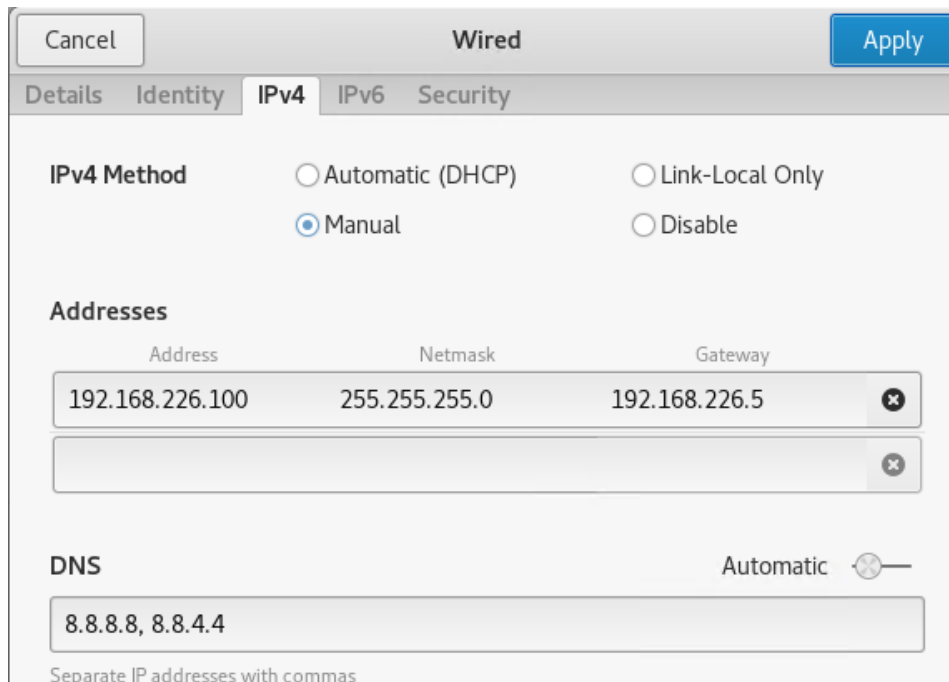 Cancel Wired Apply
Details Identity IPv4 IPv6 Security
IPv4 Method Automatic (DHCP) Link-Local Only
Manual Disable
Addresses
Address Netmask Gateway
192.168.226.100 255.255.255.0 192.168.226.5
DNS Automatic
8.8.8.8, 8.8.4.4
Separate IP addresses with commas